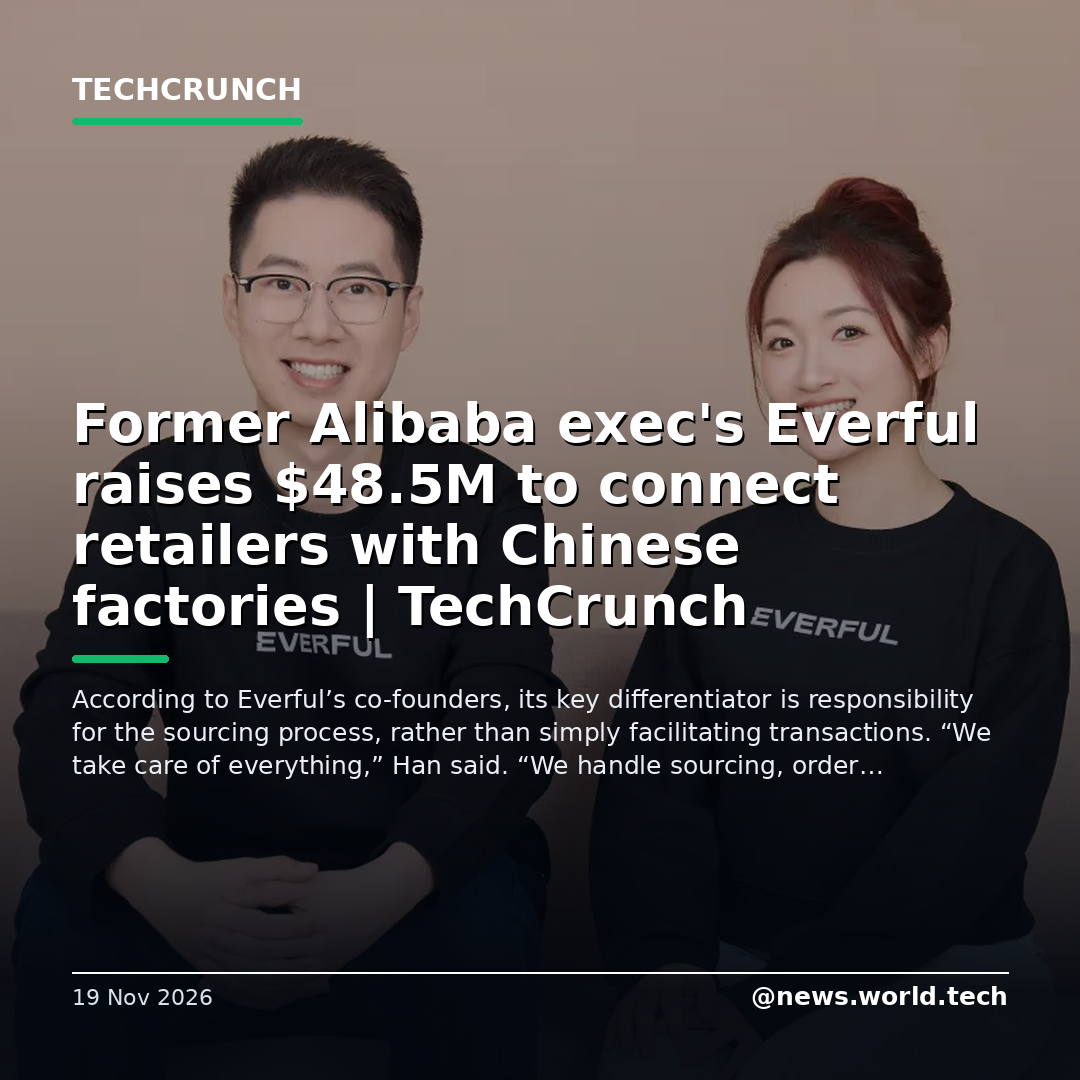 TECHCRUNCH
Former Alibaba exec's Everful
raises $48.5M to connect
retailers with Chinese
factories | TechCrunch
EVERFUL
EVERFUL
According to Everful’s co-founders, its key differentiator is responsibility
for the sourcing process, rather than simply facilitating transactions. “We
take care of everything,” Han said. “We handle sourcing, order…
19 Nov 2026
@news.world.tech